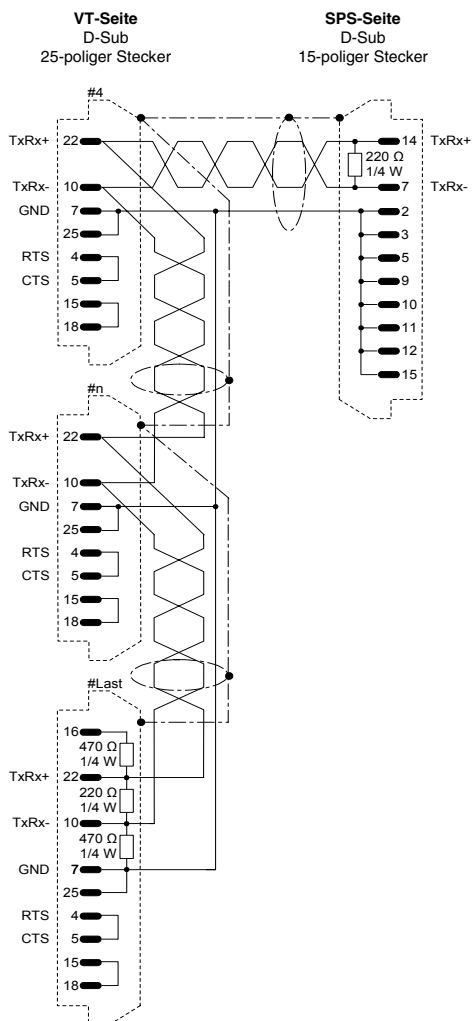 VT-Seite
D-Sub
25-poliger Stecker
SPS-Seite
D-Sub
15-poliger Stecker
#4
TxRx+ 22
TxRx- 10
GND 7
25
RTS 4
CTS 5
15
18
14 TxRx+
220 Ω
1/4 W
7 TxRx-
2
3
5
9
10
11
12
15
#n
TxRx+ 22
TxRx- 10
GND 7
25
RTS 4
CTS 5
15
18
#Last
16
470 Ω
1/4 W
TxRx+ 22
220 Ω
1/4 W
TxRx- 10
470 Ω
1/4 W
GND 7
25
RTS 4
CTS 5
15
18